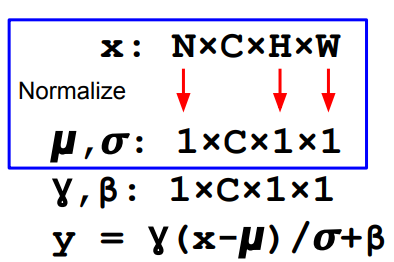 x: N×C×H×W
Normalize
μ,σ: 1×C×1×1
γ,β: 1×C×1×1
y = γ(x-μ)/σ+β